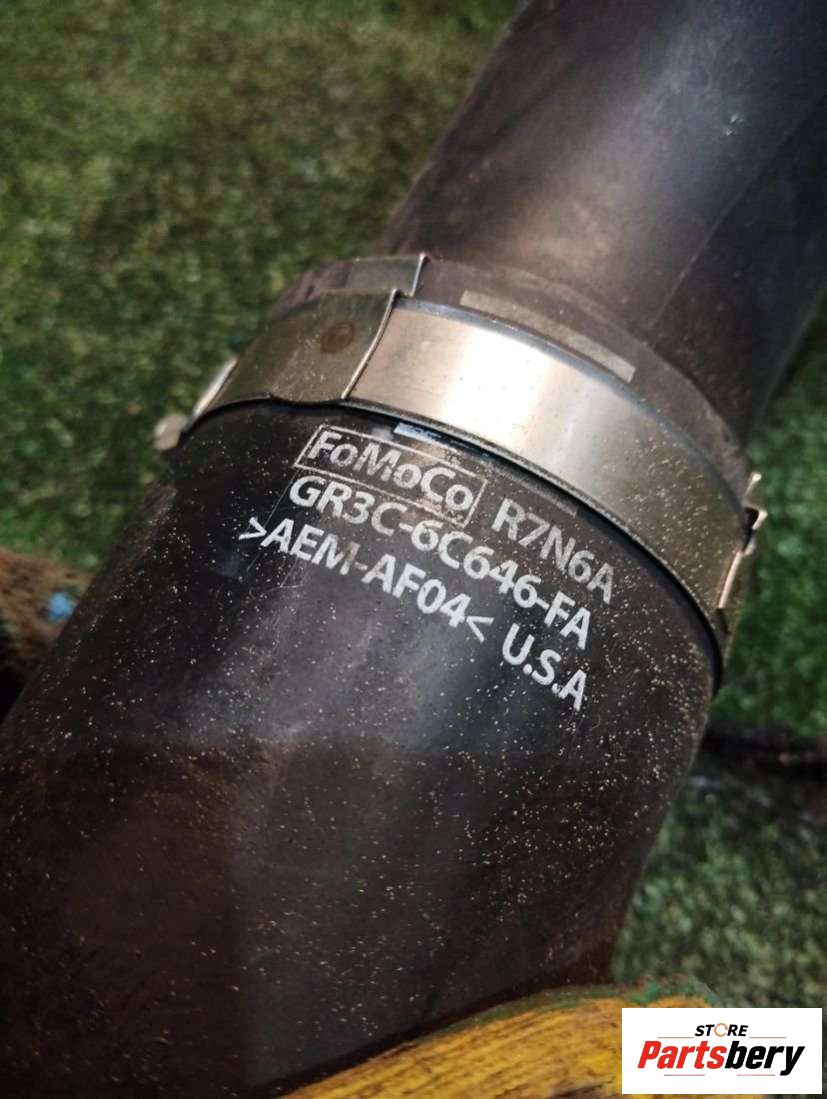 FoMoCo R7N6A
GR3C-6C646-FA
>AEM-AF04< U.S.A
STORE
Partsbery